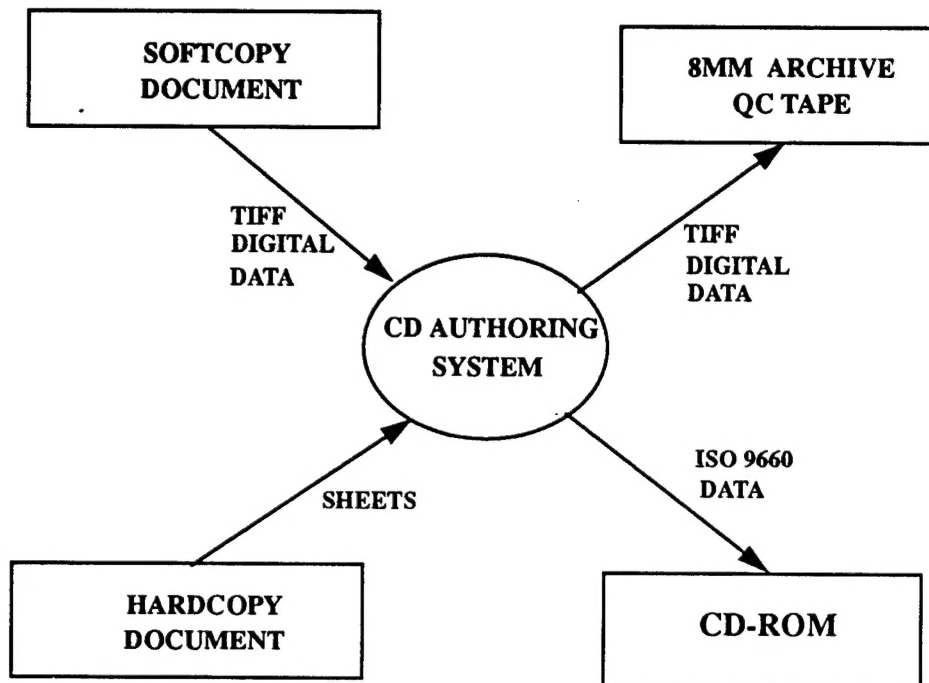 SOFTCOPY
DOCUMENT
8MM ARCHIVE
QC TAPE
TIFF
DIGITAL
DATA
TIFF
DIGITAL
DATA
CD AUTHORING
SYSTEM
SHEETS
ISO 9660
DATA
HARDCOPY
DOCUMENT
CD-ROM